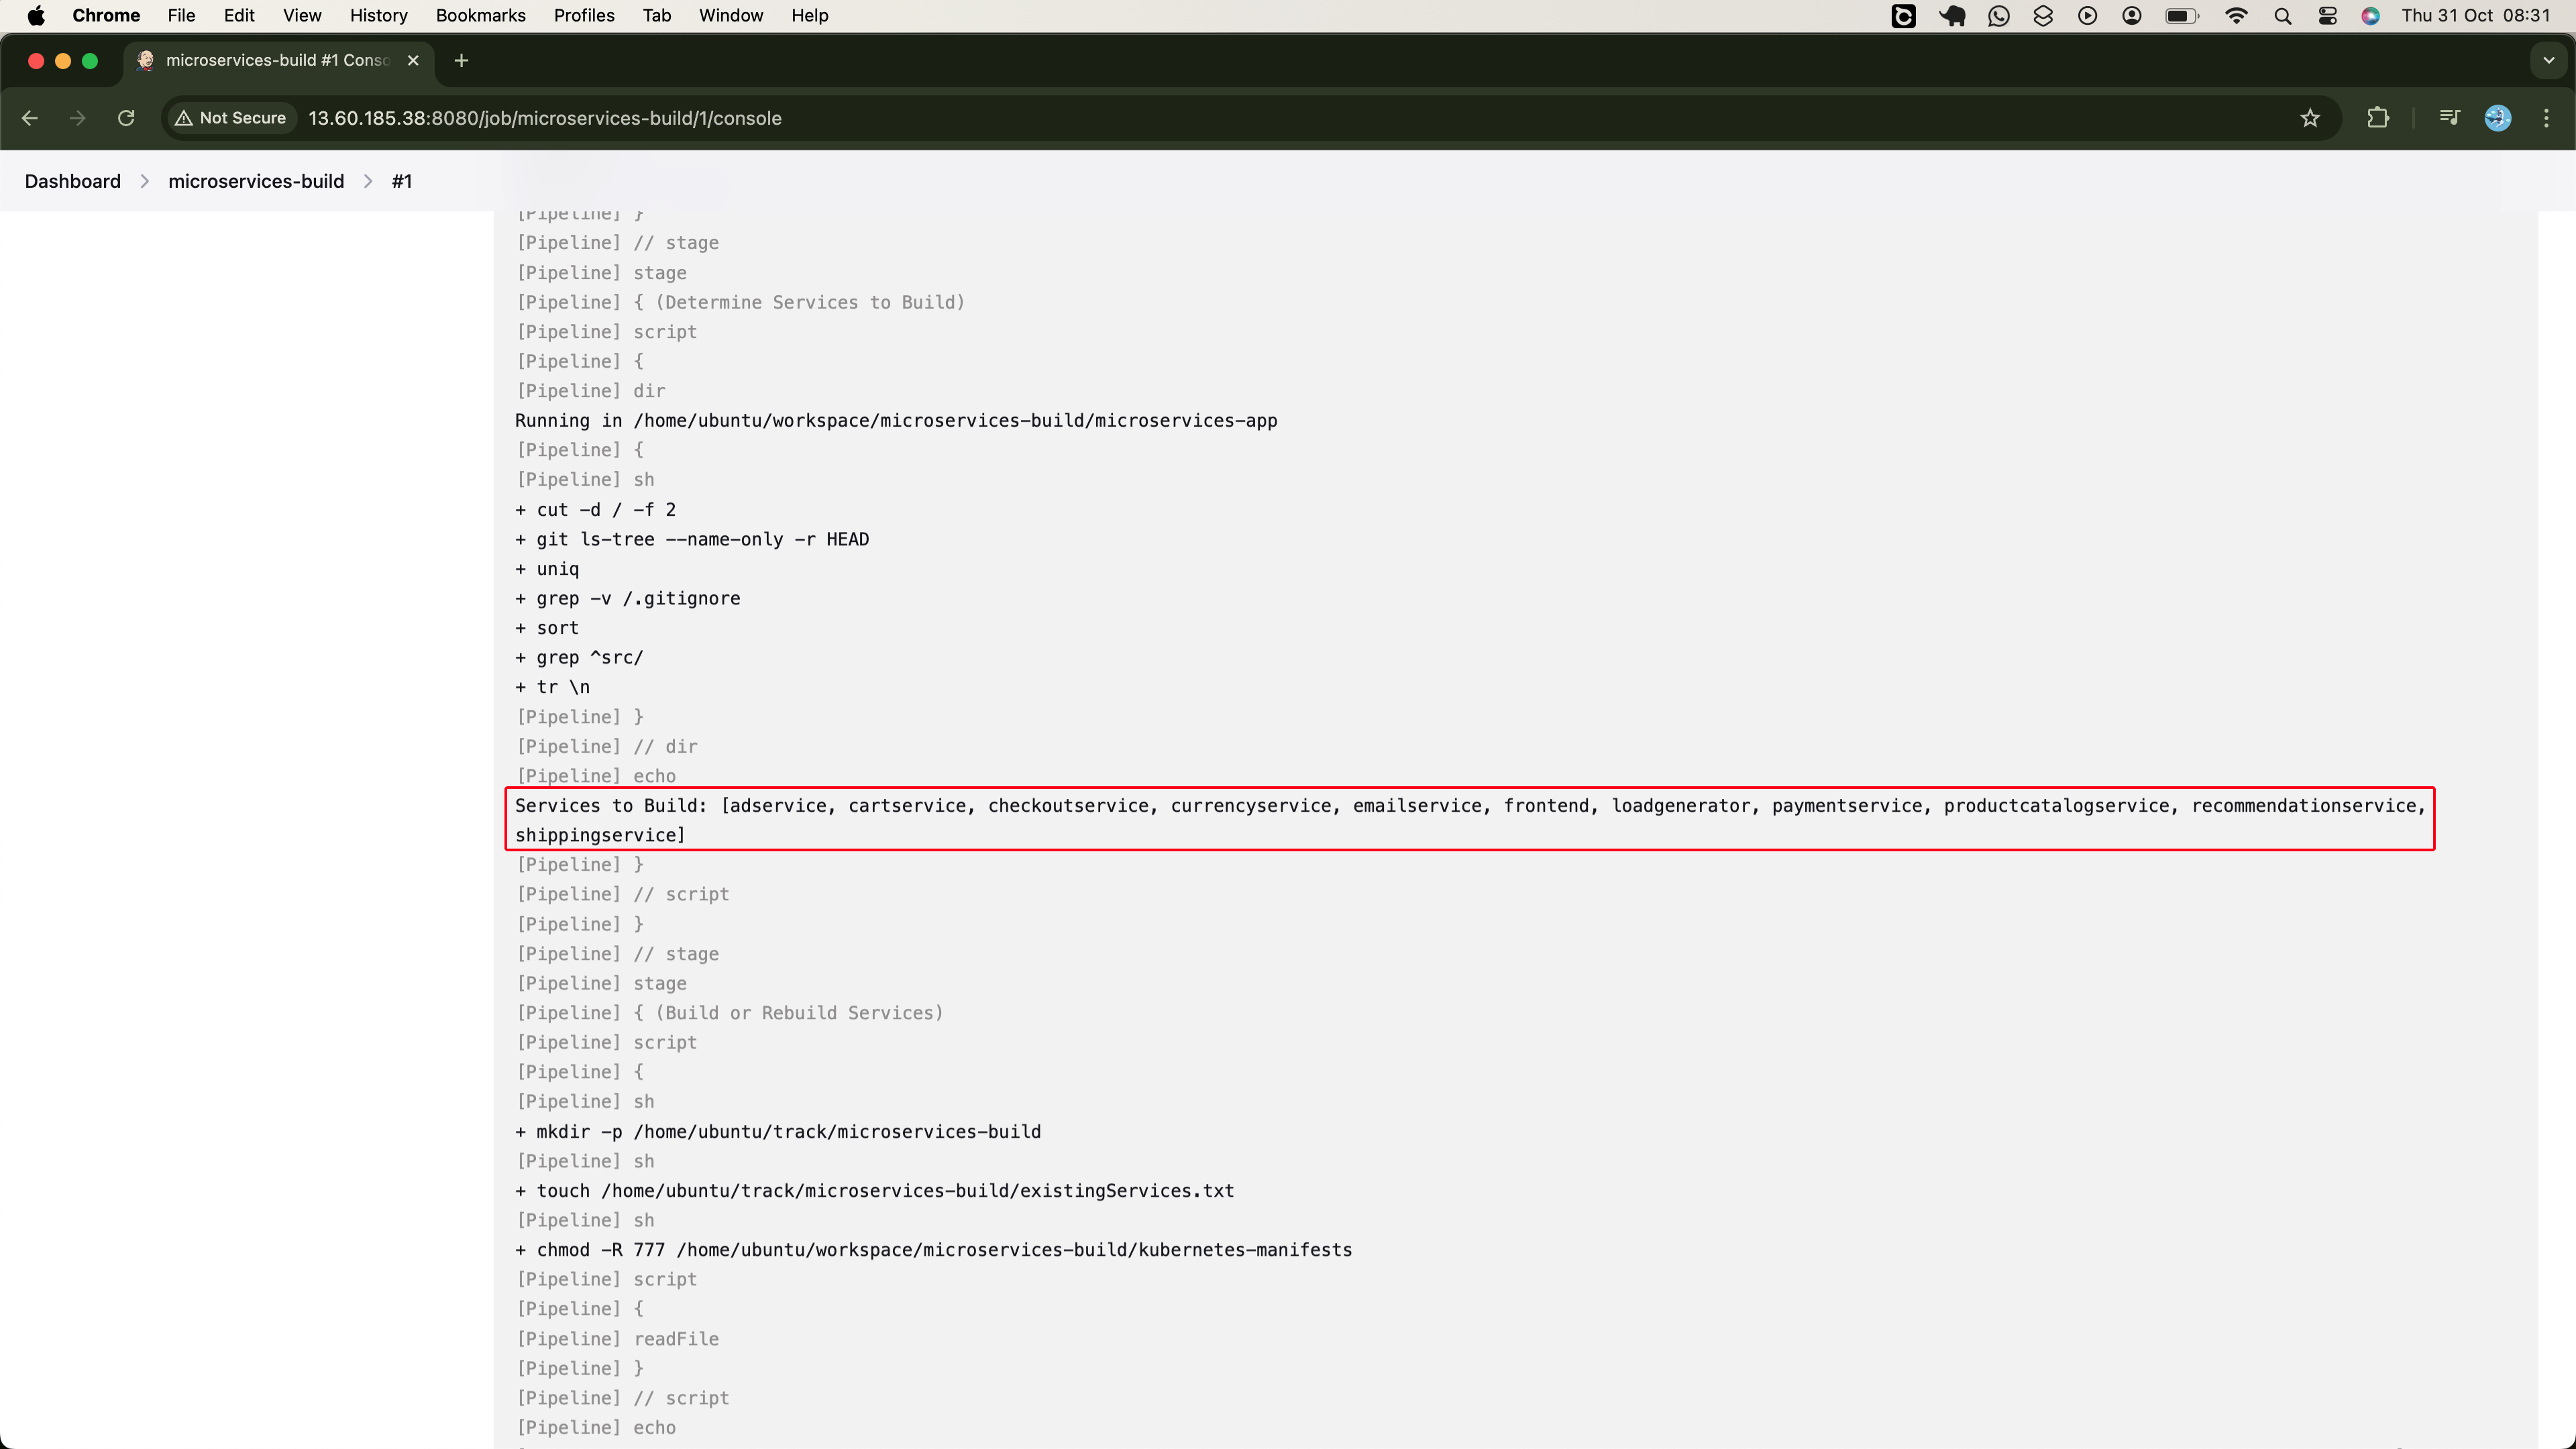 Chrome File Edit View History Bookmarks Profiles Tab Window Help Thu 31 Oct 08:31
microservices-build #1 Conso
Not Secure 13.60.185.38:8080/job/microservices-build/1/console
Dashboard > microservices-build > #1
[Pipeline] }
[Pipeline] // stage
[Pipeline] stage
[Pipeline] { (Determine Services to Build)
[Pipeline] script
[Pipeline] {
[Pipeline] dir
Running in /home/ubuntu/workspace/microservices-build/microservices-app
[Pipeline] {
[Pipeline] sh
+ cut -d / -f 2
+ git ls-tree --name-only -r HEAD
+ uniq
+ grep -v /.gitignore
+ sort
+ grep ^src/
+ tr \n
[Pipeline] }
[Pipeline] // dir
[Pipeline] echo
Services to Build: [adservice, cartservice, checkoutservice, currencyservice, emailservice, frontend, loadgenerator, paymentservice, productcatalogservice, recommendationservice,
shippingservice]
[Pipeline] }
[Pipeline] // script
[Pipeline] }
[Pipeline] // stage
[Pipeline] stage
[Pipeline] { (Build or Rebuild Services)
[Pipeline] script
[Pipeline] {
[Pipeline] sh
+ mkdir -p /home/ubuntu/track/microservices-build
[Pipeline] sh
+ touch /home/ubuntu/track/microservices-build/existingServices.txt
[Pipeline] sh
+ chmod -R 777 /home/ubuntu/workspace/microservices-build/kubernetes-manifests
[Pipeline] script
[Pipeline] {
[Pipeline] readFile
[Pipeline] }
[Pipeline] // script
[Pipeline] echo